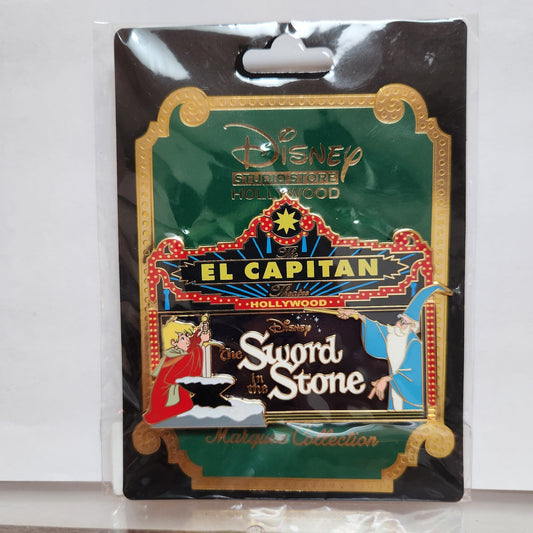 Disney
STUDIO STORE
HOLLYWOOD
The
EL CAPITAN
Theatre
HOLLYWOOD
Disney
the Sword
in the Stone
Marquee Collection